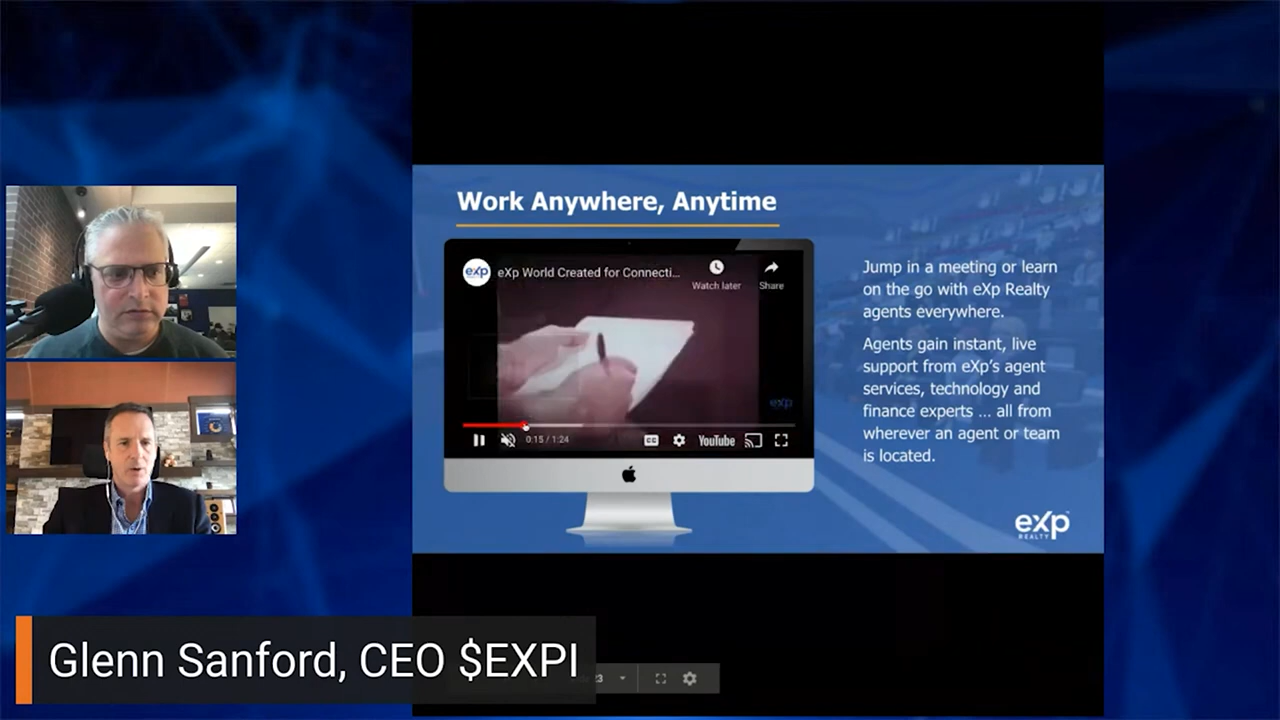 Work Anywhere, Anytime
eXp
eXp World Created for Connecti...
Watch later
Share
exp
0:15 / 1:24
CC
YouTube
Jump in a meeting or learn
on the go with eXp Realty
agents everywhere.
Agents gain instant, live
support from eXp's agent
services, technology and
finance experts ... all from
wherever an agent or team
is located.
eXp
REALTY
Glenn Sanford, CEO $EXPI
23